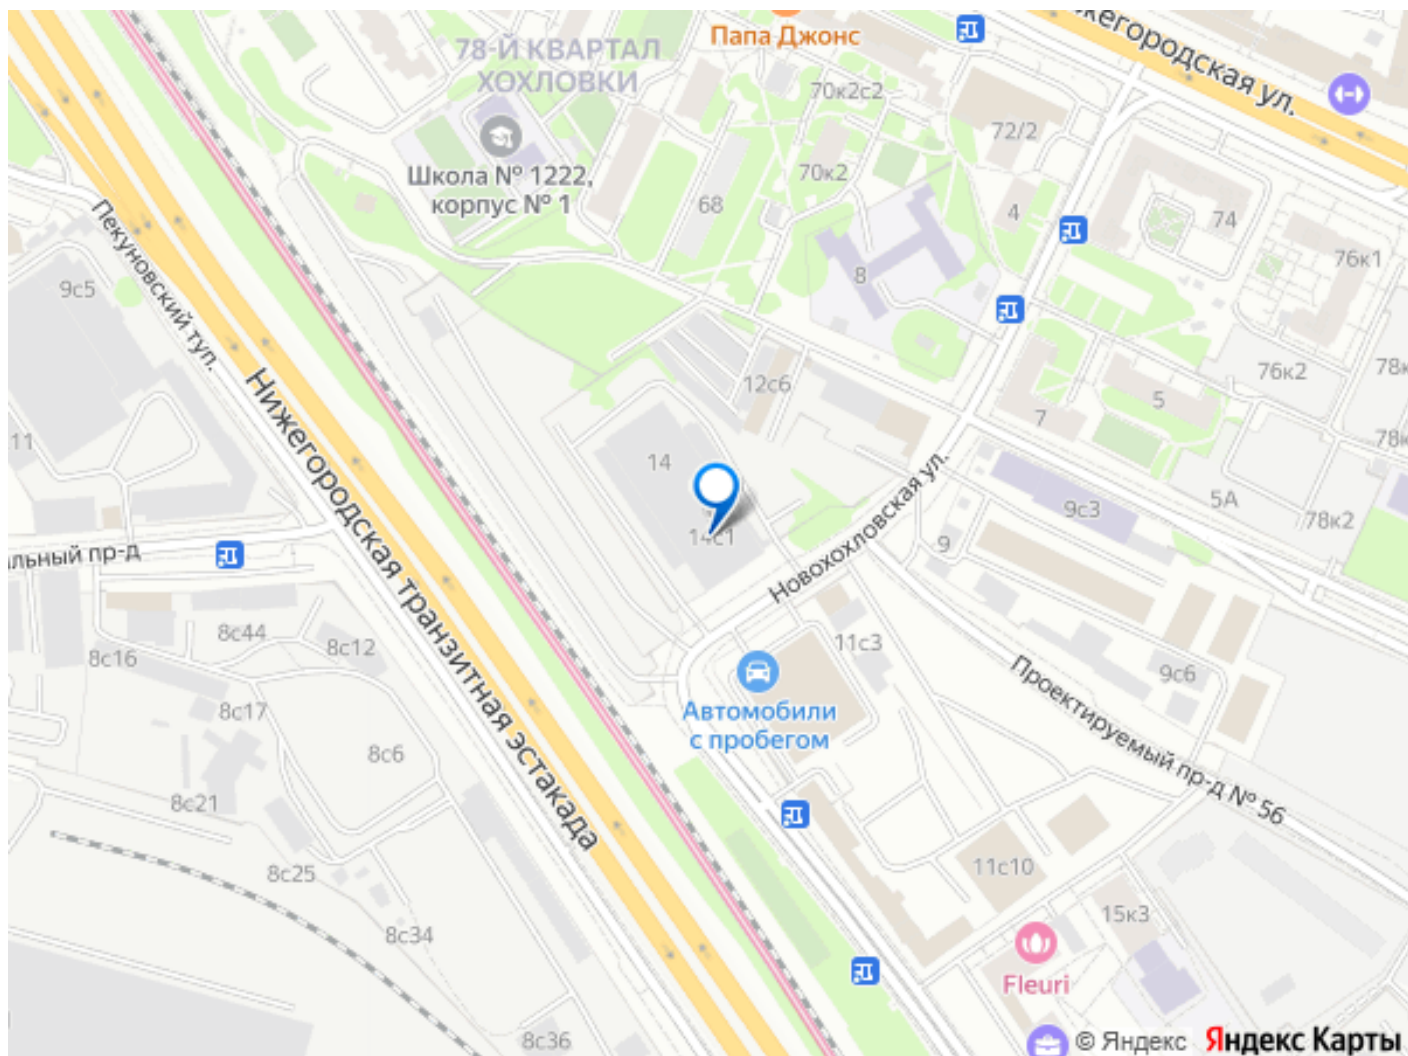 Папа Джонс
жегородская ул.
78-Й КВАРТАЛ
ХОХЛОВКИ
70к2с2
72/2
Школа № 1222,
корпус № 1
70к2
68
4
74
76к1
8
Пекуновский туп.
9с5
12с6
76к2
78к
5
7
78к
11
14
Нижегородская транзитная эстакада
Новохохловская ул.
5А
9с3
78к2
14с1
9
льный пр-д
8с44
8с12
8с16
11с3
9с6
Проектируемый пр-д № 56
8с17
Автомобили
с пробегом
8с6
8с21
8с25
11с10
15к3
8с34
Fleuri
8с36
© Яндекс Яндекс Карты